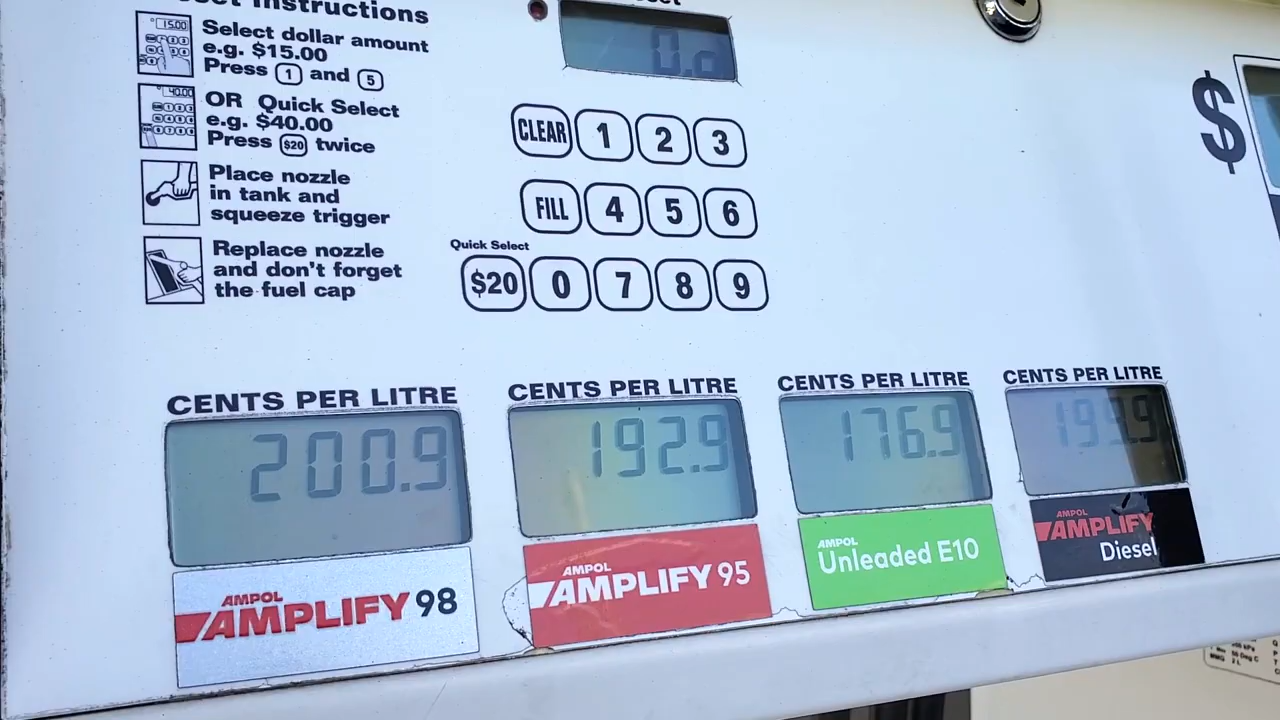 Instructions
Select dollar amount
e.g. $15.00
Press 1 and 5
OR Quick Select
e.g. $40.00
Press $20 twice
Place nozzle
in tank and
squeeze trigger
Replace nozzle
and don't forget
the fuel cap
CLEAR 1 2 3
FILL 4 5 6
Quick Select
$20 0 7 8 9
$
CENTS PER LITRE
200.9
AMPOL
AMPLIFY 98
CENTS PER LITRE
192.9
AMPOL
AMPLIFY 95
CENTS PER LITRE
176.9
AMPOL
Unleaded E10
CENTS PER LITRE
199.9
AMPOL
AMPLIFY
Diesel